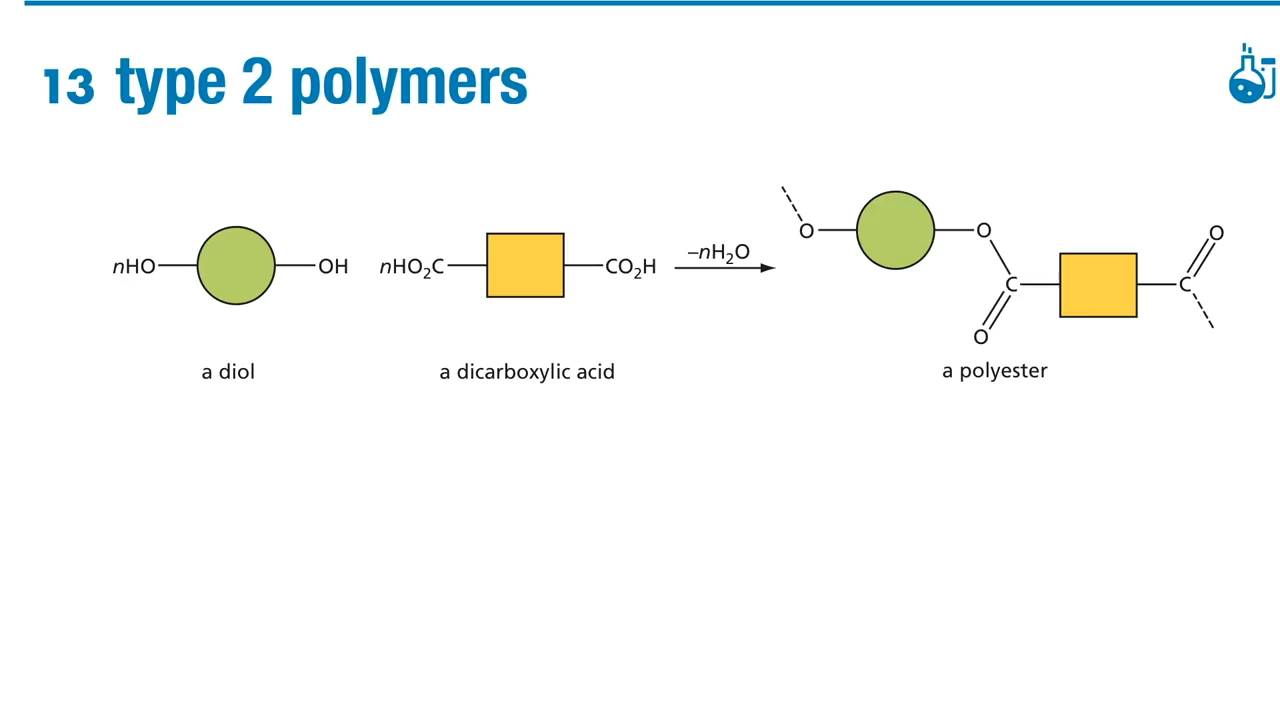 13 type 2 polymers
nHO OH nHO₂C CO₂H –nH₂O O O C O C O
a diol a dicarboxylic acid a polyester